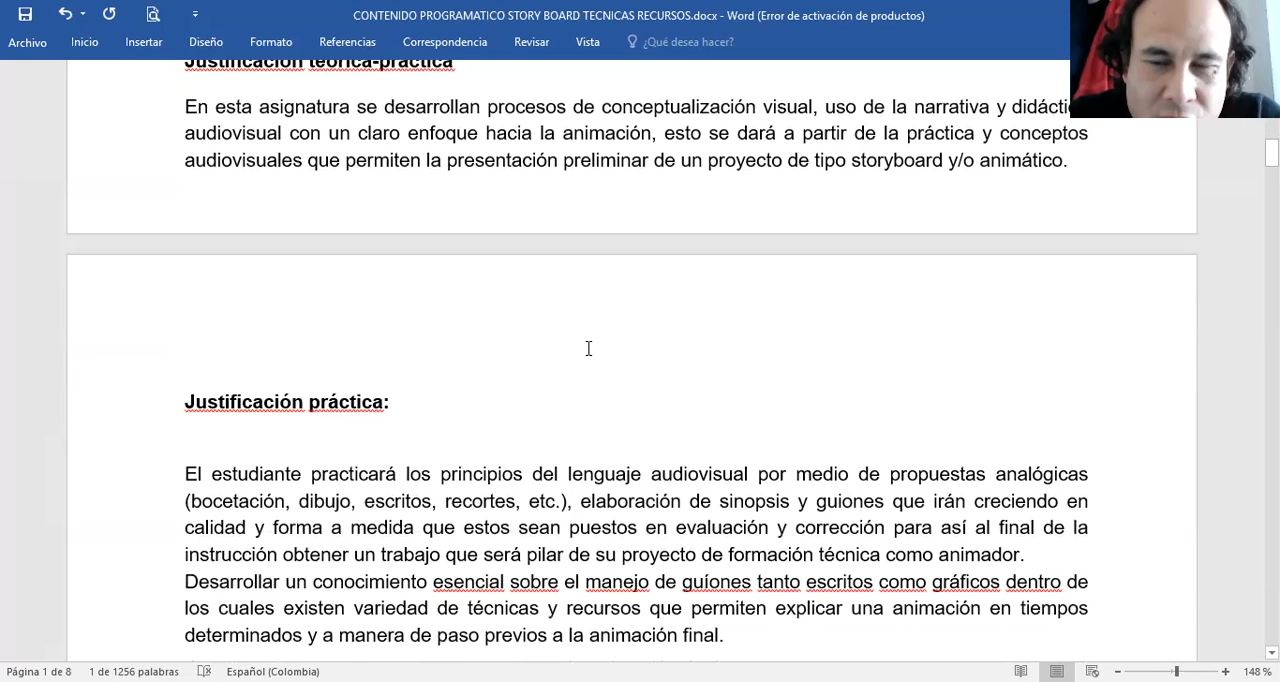 CONTENIDO PROGRAMATICO STORY BOARD TECNICAS RECURSOS.docx - Word (Error de activación de productos)
Archivo Inicio Insertar Diseño Formato Referencias Correspondencia Revisar Vista ¿Qué desea hacer?
Justificación teórica-práctica
En esta asignatura se desarrollan procesos de conceptualización visual, uso de la narrativa y
audiovisual con un claro enfoque hacia la animación, esto se dará a partir de la práctica y conceptos
audiovisuales que permiten la presentación preliminar de un proyecto de tipo storyboard y/o animático.
Justificación práctica:
El estudiante practicará los principios del lenguaje audiovisual por medio de propuestas analógicas
(bocetación, dibujo, escritos, recortes, etc.), elaboración de sinopsis y guiones que irán creciendo en
calidad y forma a medida que estos sean puestos en evaluación y corrección para así al final de la
instrucción obtener un trabajo que será pilar de su proyecto de formación técnica como animador.
Desarrollar un conocimiento esencial sobre el manejo de guíones tanto escritos como gráficos dentro de
los cuales existen variedad de técnicas y recursos que permiten explicar una animación en tiempos
determinados y a manera de paso previos a la animación final.
Página 1 de 8 1 de 1256 palabras Español (Colombia) 148 %